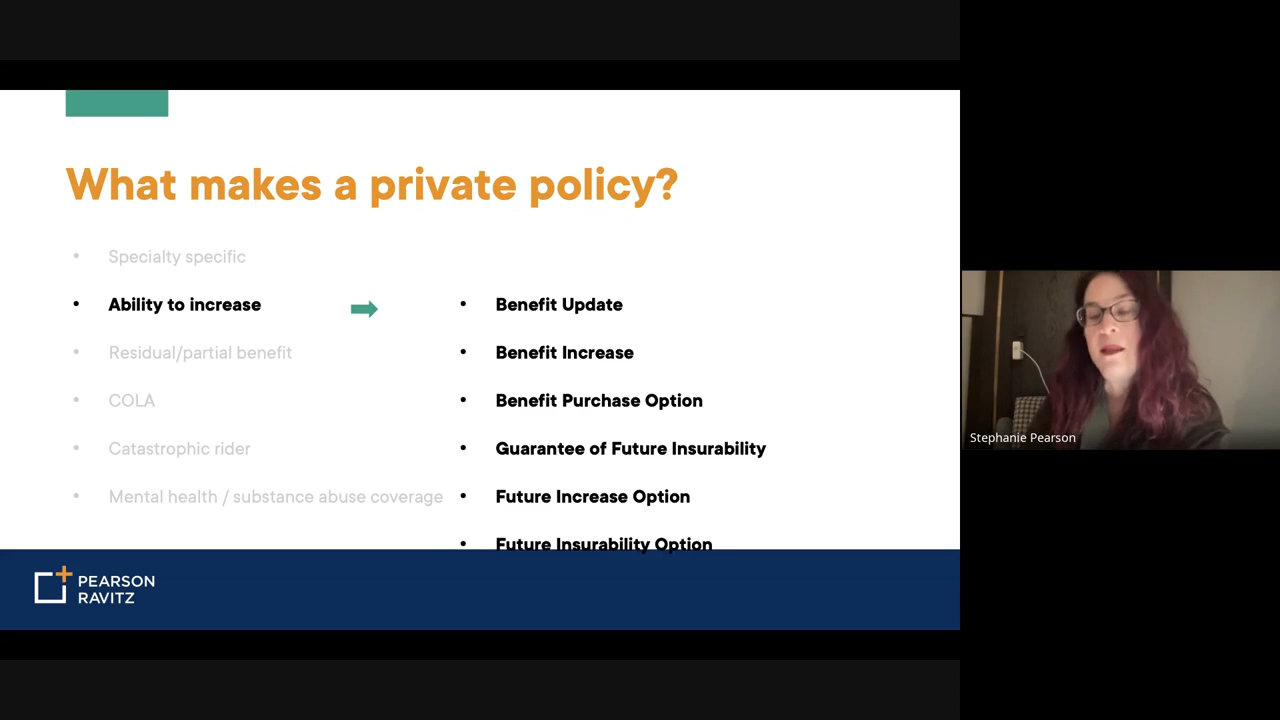 What makes a private policy?
• Specialty specific
• Ability to increase
• Residual/partial benefit
• COLA
• Catastrophic rider
• Mental health / substance abuse coverage
• Benefit Update
• Benefit Increase
• Benefit Purchase Option
• Guarantee of Future Insurability
• Future Increase Option
• Future Insurability Option
PEARSON
RAVITZ
Stephanie Pearson